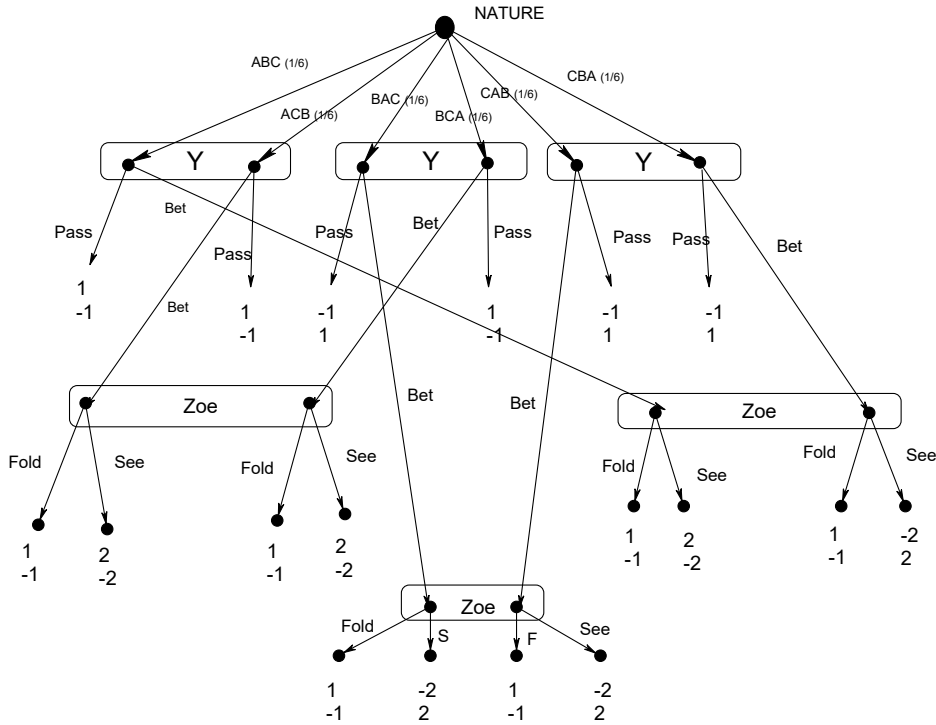 NATURE
ABC (1/6)
CBA (1/6)
CAB (1/6)
BAC (1/6)
ACB (1/6)
BCA (1/6)
Y
Y
Y
Bet
Pass
Pass
Pass
Bet
Pass
Pass
Pass
Bet
1
-1
Bet
1
-1
-1
1
1
-1
-1
1
-1
1
Bet
Bet
Zoe
Zoe
Fold
See
Fold
See
Fold
See
Fold
See
1
-1
2
-2
1
-1
2
-2
1
-1
2
-2
1
-1
-2
2
Zoe
Fold
S
F
See
1
-1
-2
2
1
-1
-2
2